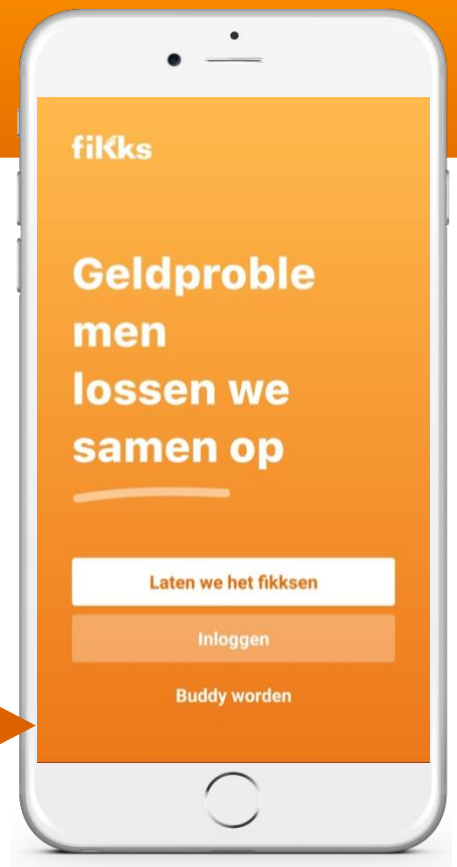 fikks
Geldproble
men
lossen we
samen op
Laten we het fikksen
Inloggen
Buddy worden